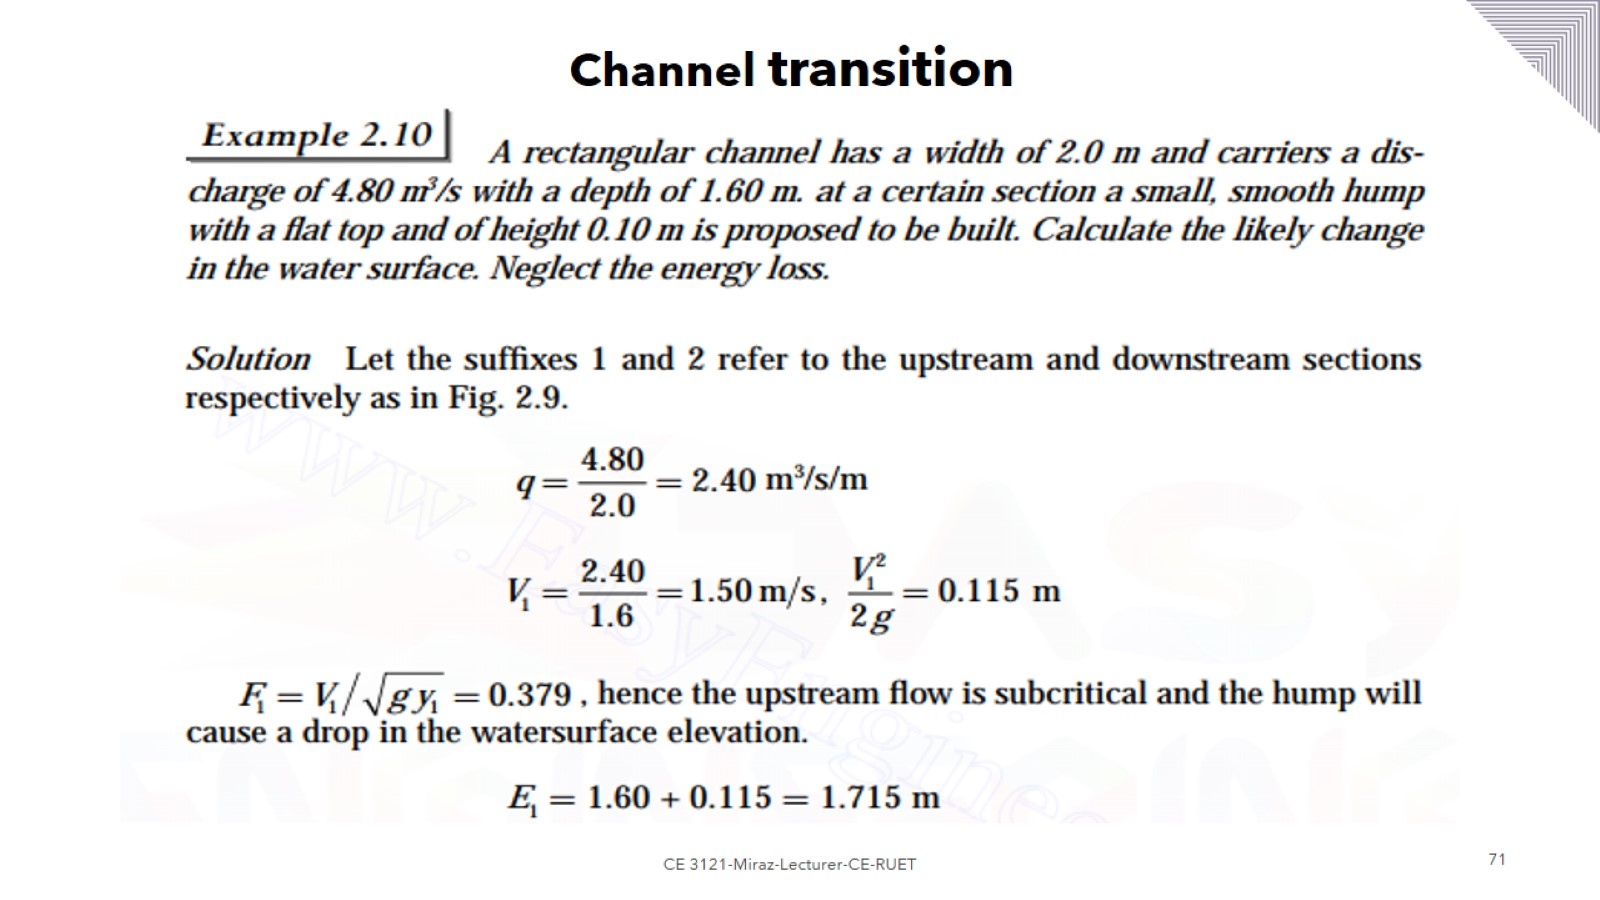 Channel transition
Example 2.10
A rectangular channel has a width of 2.0 m and carriers a dis-
charge of 4.80 m³/s with a depth of 1.60 m. at a certain section a small, smooth hump
with a flat top and of height 0.10 m is proposed to be built. Calculate the likely change
in the water surface. Neglect the energy loss.
Solution Let the suffixes 1 and 2 refer to the upstream and downstream sections
respectively as in Fig. 2.9.
q = 4.80 / 2.0 = 2.40 m³/s/m
V₁ = 2.40 / 1.6 = 1.50 m/s, V₁² / 2g = 0.115 m
F₁ = V₁/√gy₁ = 0.379 , hence the upstream flow is subcritical and the hump will
cause a drop in the watersurface elevation.
E₁ = 1.60 + 0.115 = 1.715 m
CE 3121-Miraz-Lecturer-CE-RUET
71